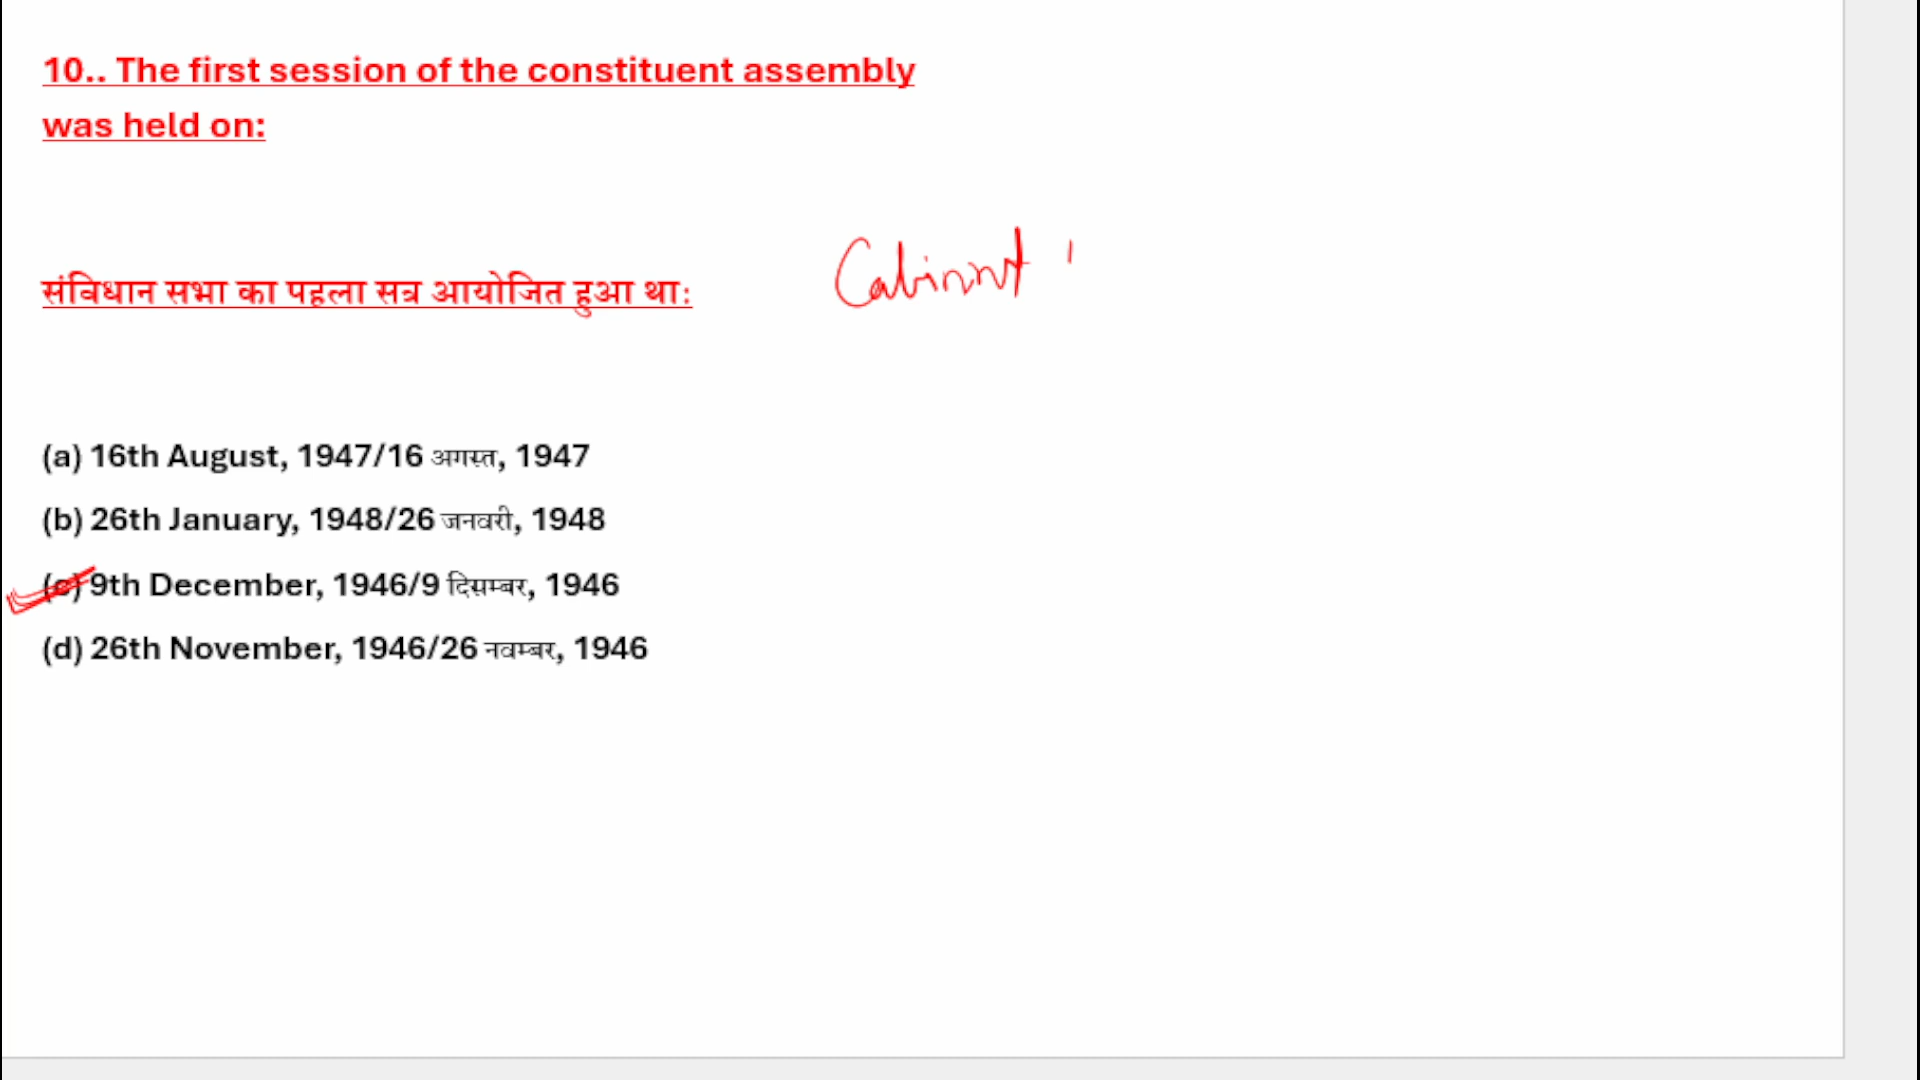 10.. The first session of the constituent assembly
was held on:
संविधान सभा का पहला सत्र आयोजित हुआ था:
Cabinnt
(a) 16th August, 1947/16 अगस्त, 1947
(b) 26th January, 1948/26 जनवरी, 1948
(c) 9th December, 1946/9 दिसम्बर, 1946
(d) 26th November, 1946/26 नवम्बर, 1946